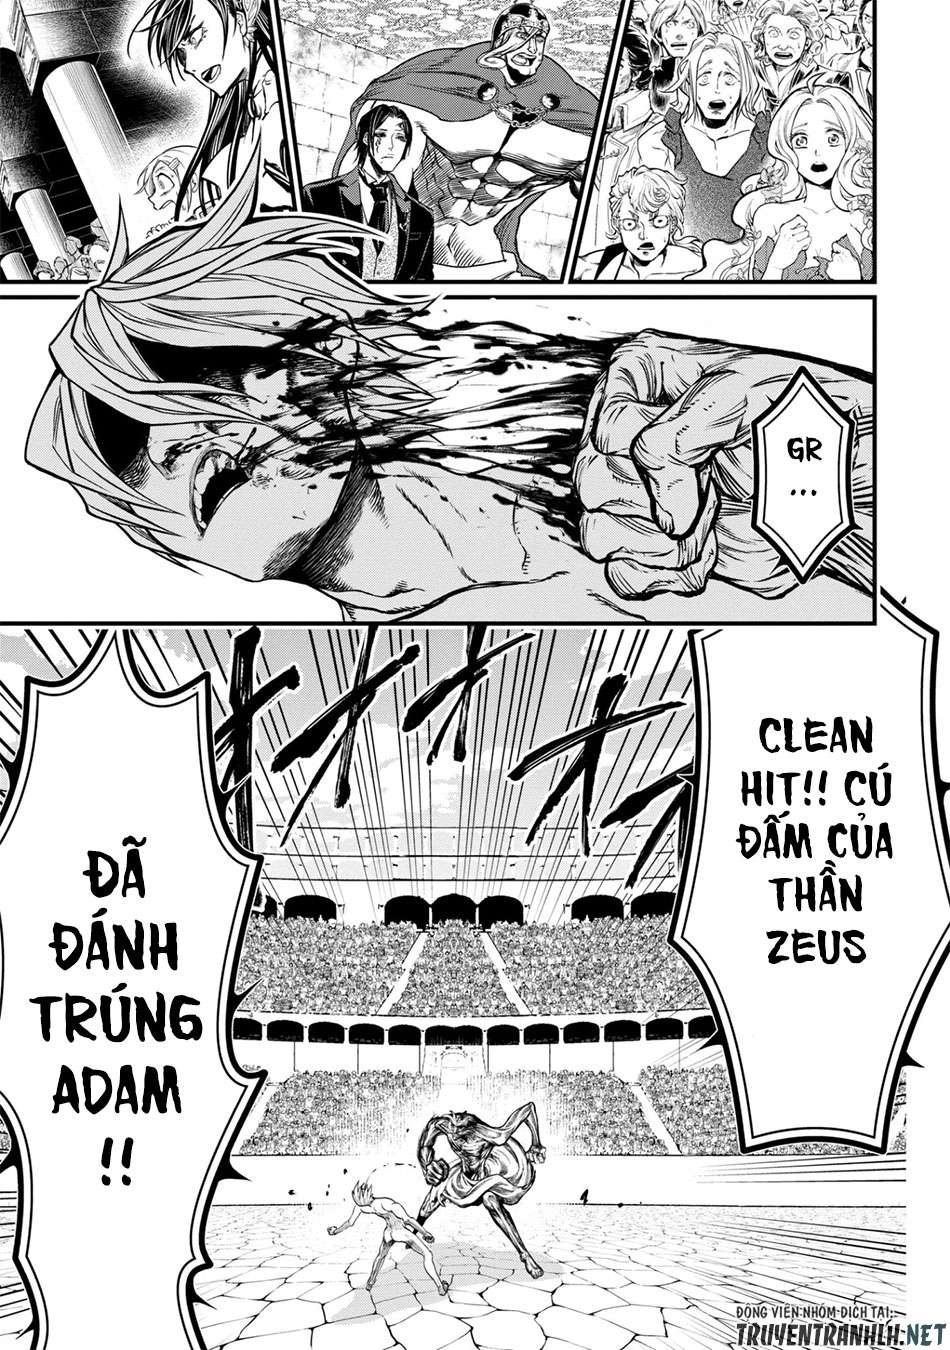 GR
...
CLEAN
HIT!! CÚ
ĐẤM CỦA
THẦN
ZEUS
ĐÃ
ĐÁNH
TRÚNG
ADAM
!!
ĐỘNG VIÊN NHÓM DỊCH TẠI:
TRUYENTRANHLH.NET